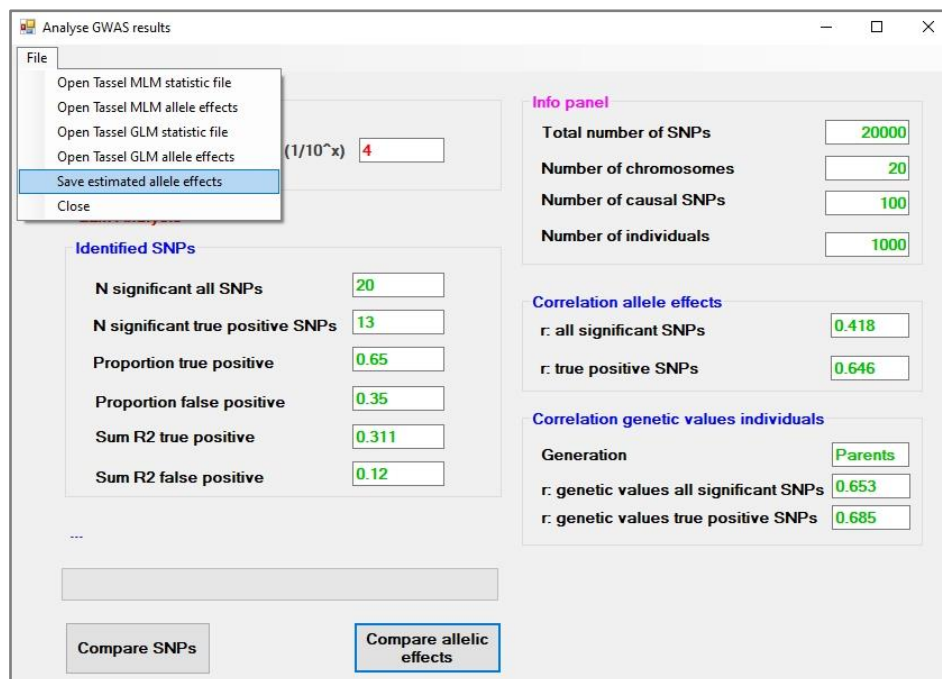 Analyse GWAS results
File
Open Tassel MLM statistic file
Open Tassel MLM allele effects
Open Tassel GLM statistic file
Open Tassel GLM allele effects
Save estimated allele effects
Close
(1/10^x) 4
Identified SNPs
N significant all SNPs 20
N significant true positive SNPs 13
Proportion true positive 0.65
Proportion false positive 0.35
Sum R2 true positive 0.311
Sum R2 false positive 0.12
---
Compare SNPs
Compare allelic
effects
Info panel
Total number of SNPs 20000
Number of chromosomes 20
Number of causal SNPs 100
Number of individuals 1000
Correlation allele effects
r: all significant SNPs 0.418
r: true positive SNPs 0.646
Correlation genetic values individuals
Generation Parents
r: genetic values all significant SNPs 0.653
r: genetic values true positive SNPs 0.685